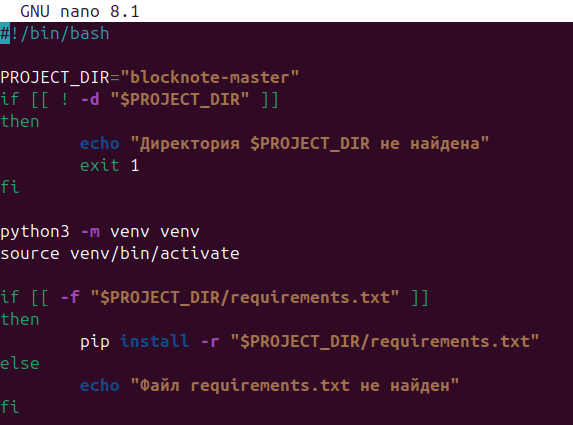 GNU nano 8.1
#!/bin/bash
PROJECT_DIR="blocknote-master"
if [[ ! -d "$PROJECT_DIR" ]]
then
echo "Директория $PROJECT_DIR не найдена"
exit 1
fi
python3 -m venv venv
source venv/bin/activate
if [[ -f "$PROJECT_DIR/requirements.txt" ]]
then
pip install -r "$PROJECT_DIR/requirements.txt"
else
echo "Файл requirements.txt не найден"
fi